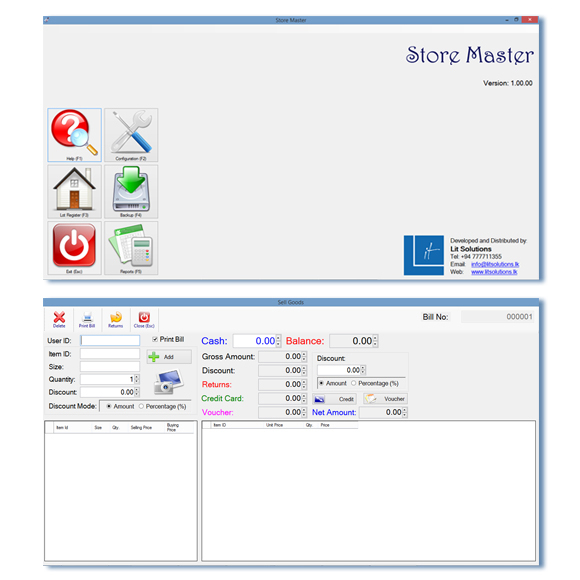 Store Master
Store Master
Version: 1.00.00
Help (F1)
Configuration (F2)
Lot Register (F3)
Backup (F4)
Exit (Esc)
Reports (F5)
lit
Developed and Distributed by:
Lit Solutions
Tel: +94 777711355
Email: info@litsolutions.lk
Web: www.litsolutions.lk
Sell Goods
Delete
Print Bill
Returns
Close (Esc)
Bill No:
000001
User ID:
Print Bill
Item ID:
Add
Size:
Quantity:
1
Discount:
0.00
Discount Mode:
Amount
Percentage (%)
Cash:
0.00
Balance:
0.00
Gross Amount:
0.00
Discount:
0.00
Returns:
0.00
Credit Card:
0.00
Voucher:
0.00
Discount:
0.00
Amount
Percentage (%)
Credit
Voucher
Net Amount:
0.00
Item Id
Size
Qty.
Selling Price
Buying Price
Item ID
Unit Price
Qty.
Price